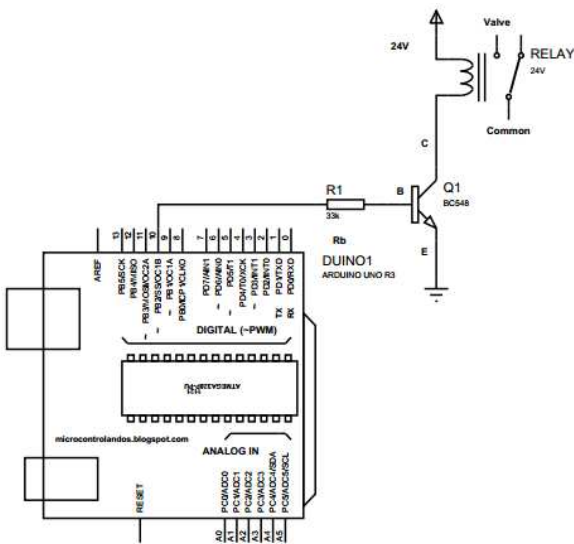 Valve
24V
RELAY
24V
Common
C
R1
B
Q1
BC548
33k
Rb
E
DUINO1
ARDUINO UNO R3
13
12
11
10
9
8
7
6
5
4
3
2
1
0
AREF
PB5/SCK
PB4/MISO
~ PB3/MOSI/OC2A
~ PB2/SS/OC1B
~ PB1/OC1A
PB0/ICP1/CLKO
PD7/AIN1
~ PD6/AIN0
~ PD5/T1
PD4/T0/XCK
~ PD3/INT1
PD2/INT0
TX PD1/TXD
RX PD0/RXD
DIGITAL (~PWM)
ATMEGA328P-PU
1121
microcontrolandos.blogspot.com
ANALOG IN
RESET
PC0/ADC0
PC1/ADC1
PC2/ADC2
PC3/ADC3
PC4/ADC4/SDA
PC5/ADC5/SCL
A0
A1
A2
A3
A4
A5